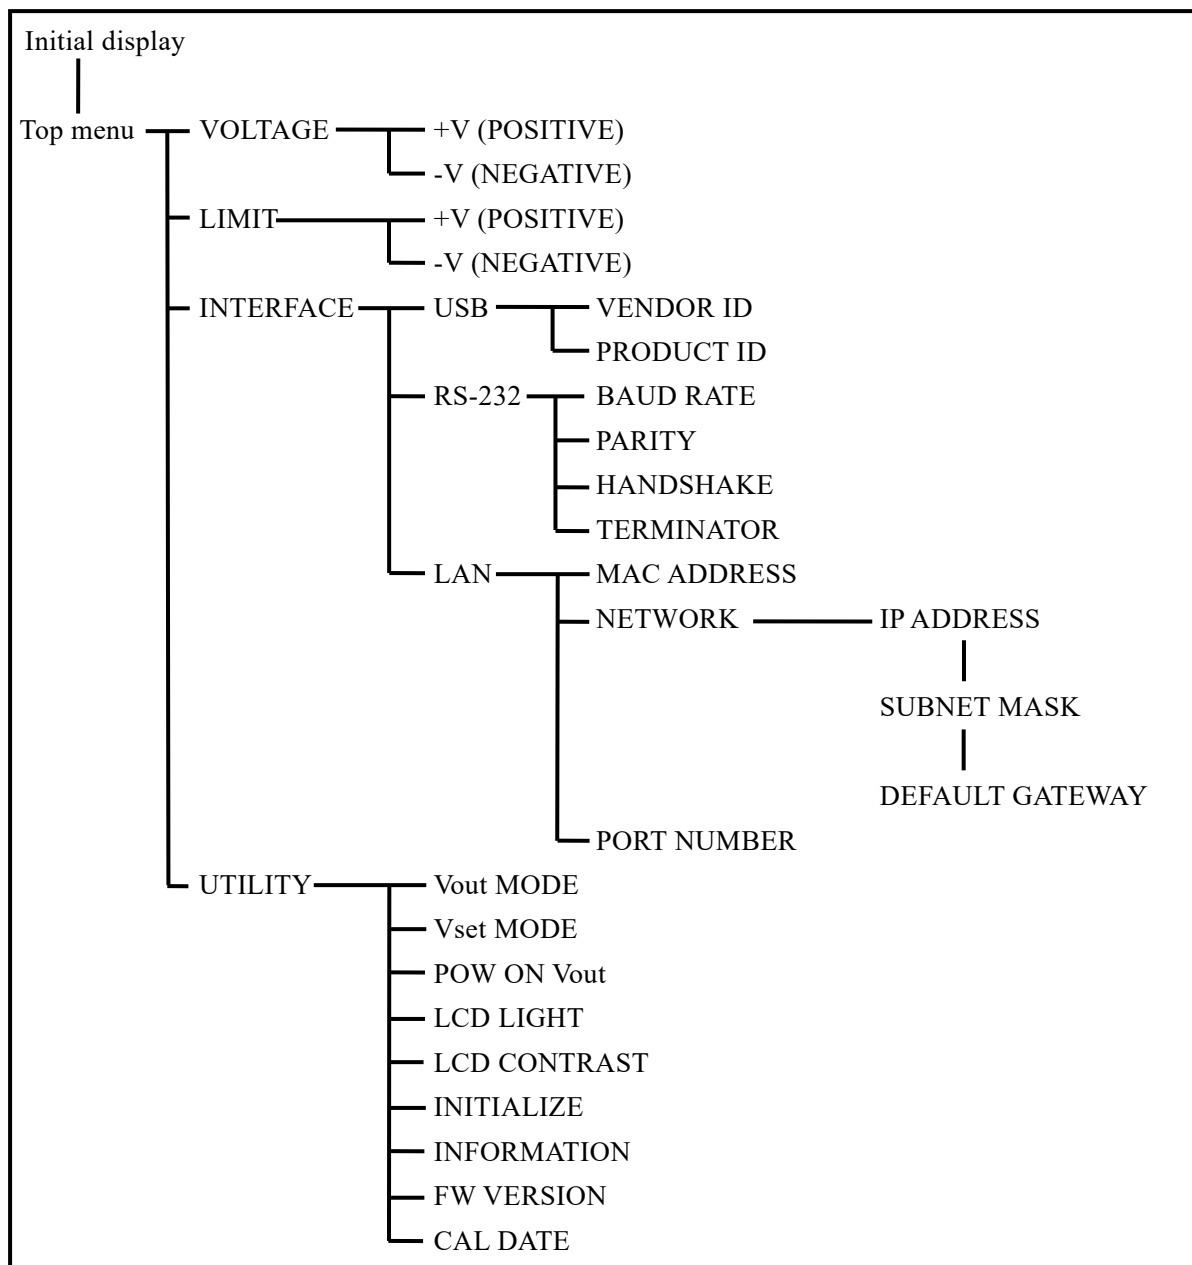 Initial display
Top menu
VOLTAGE
+V (POSITIVE)
-V (NEGATIVE)
LIMIT
+V (POSITIVE)
-V (NEGATIVE)
INTERFACE
USB
VENDOR ID
PRODUCT ID
RS-232
BAUD RATE
PARITY
HANDSHAKE
TERMINATOR
LAN
MAC ADDRESS
NETWORK
IP ADDRESS
SUBNET MASK
DEFAULT GATEWAY
PORT NUMBER
UTILITY
Vout MODE
Vset MODE
POW ON Vout
LCD LIGHT
LCD CONTRAST
INITIALIZE
INFORMATION
FW VERSION
CAL DATE